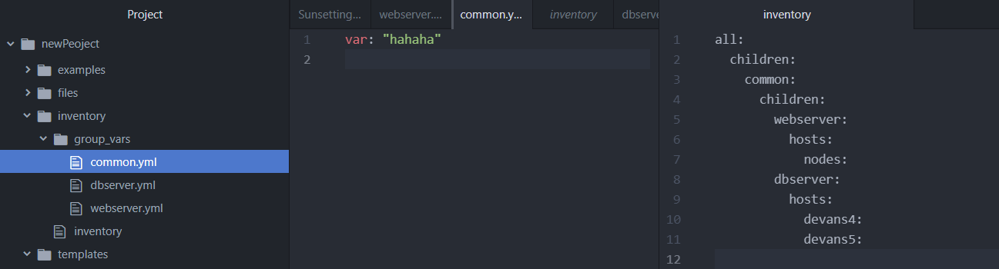 Project
newPeoject
examples
files
inventory
group_vars
common.yml
dbserver.yml
webserver.yml
inventory
templates
Sunsetting... webserver.... common.y... inventory dbserve
1 var: "hahaha"
2
inventory
1 all:
2 children:
3 common:
4 children:
5 webserver:
6 hosts:
7 nodes:
8 dbserver:
9 hosts:
10 devans4:
11 devans5:
12